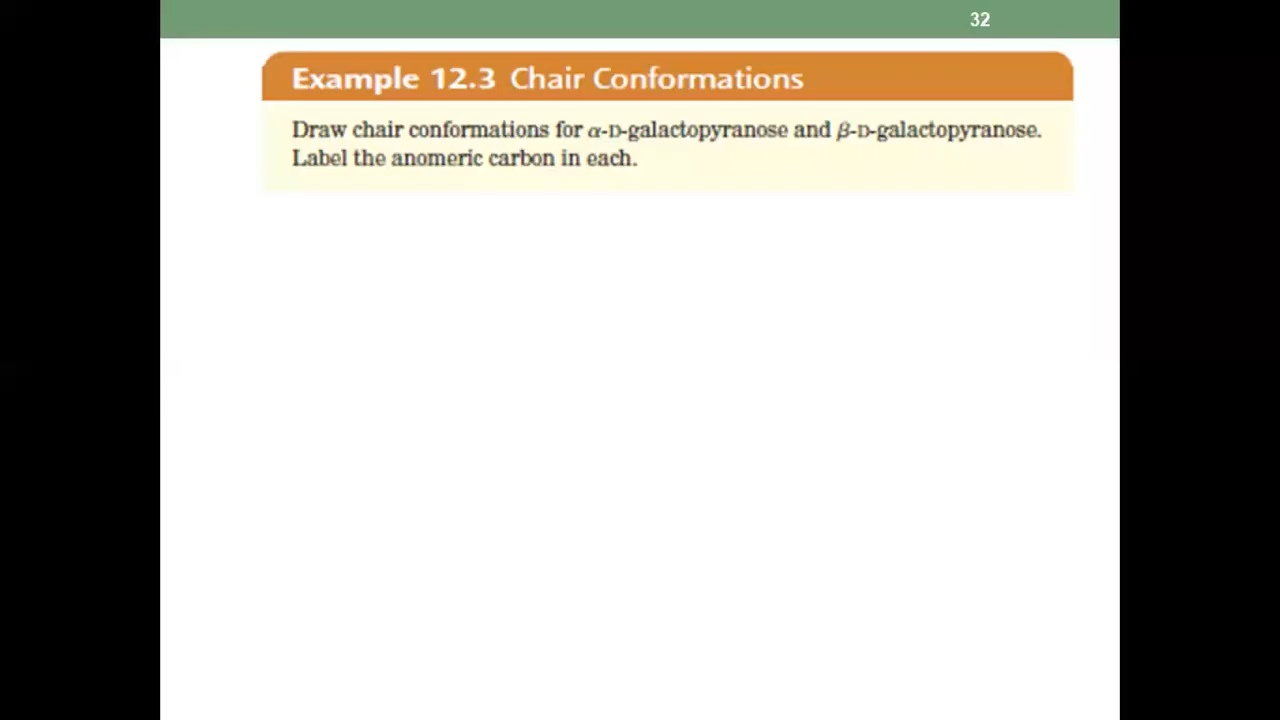 32
Example 12.3 Chair Conformations
Draw chair conformations for α-D-galactopyranose and β-D-galactopyranose.
Label the anomeric carbon in each.